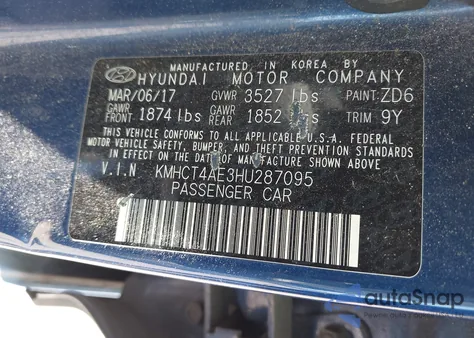 MANUFACTURED IN KOREA BY
HYUNDAI MOTOR COMPANY
MAR/06/17 GVWR 3527 lbs PAINT: ZD6
GAWR FRONT 1874 lbs GAWR REAR 1852 lbs TRIM 9Y
THIS VEHICLE CONFORMS TO ALL APPLICABLE U.S.A. FEDERAL
MOTOR VEHICLE SAFETY, BUMPER, AND THEFT PREVENTION STANDARDS
IN EFFECT ON THE DATE OF MANUFACTURE SHOWN ABOVE.
V.I.N KMHCT4AE3HU287095
PASSENGER CAR
autoSnap